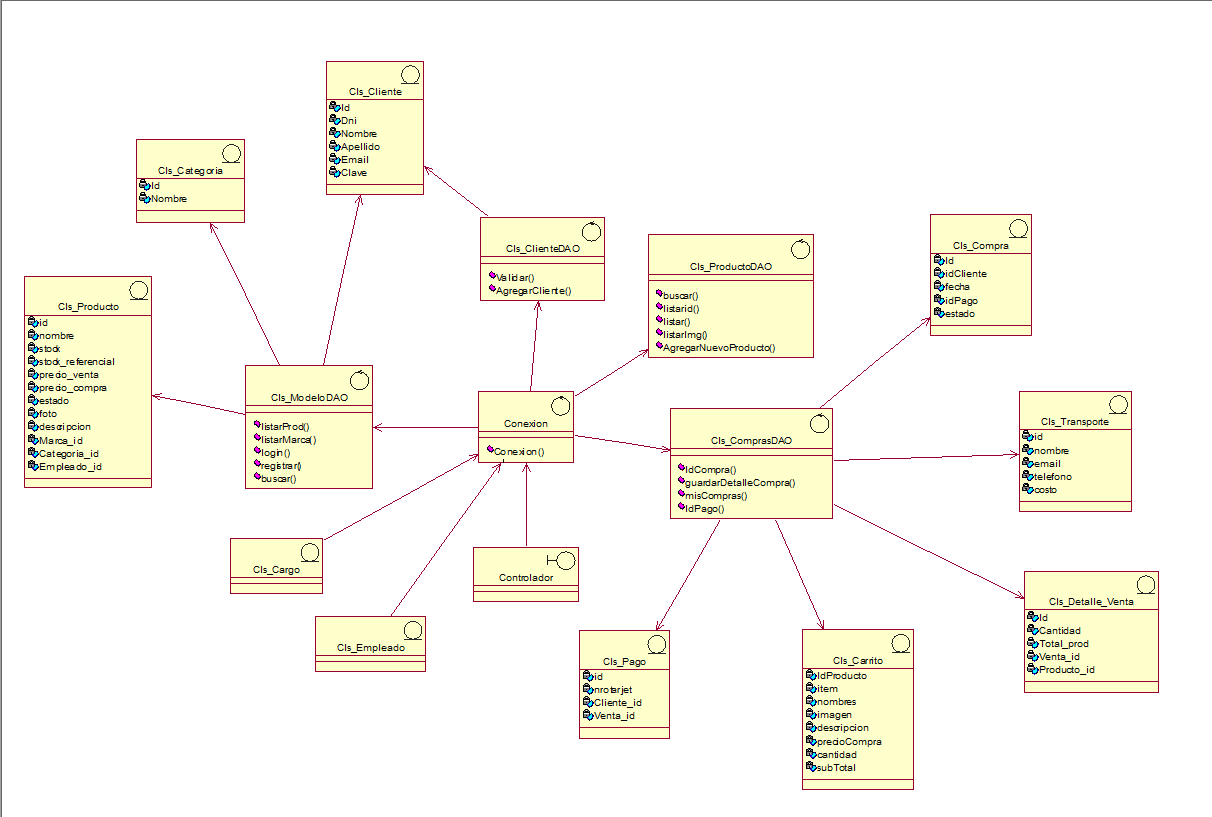 Cls_Cliente
Id
Dni
Nombre
Apellido
Email
Clave
Cls_Categoria
Id
Nombre
Cls_ClienteDAO
Validar()
AgregarCliente()
Cls_ProductoDAO
buscar()
listarid()
listar()
listarImg()
AgregarNuevoProducto()
Cls_Compra
Id
idCliente
fecha
idPago
estado
Cls_Producto
id
nombre
stock
stock_referencial
precio_venta
precio_compra
estado
foto
descripcion
Marca_id
Categoria_id
Empleado_id
Cls_ModeloDAO
listarProd()
listarMarca()
login()
registrar()
buscar()
Conexion
Conexion()
Cls_ComprasDAO
IdCompra()
guardarDetalleCompra()
misCompras()
IdPago()
Cls_Transporte
id
nombre
email
telefono
costo
Cls_Cargo
Controlador
Cls_Empleado
Cls_Pago
id
nrotarjet
Cliente_id
Venta_id
Cls_Carrito
IdProducto
item
nombres
imagen
descripcion
precioCompra
cantidad
subTotal
Cls_Detalle_Venta
Id
Cantidad
Total_prod
Venta_id
Producto_id